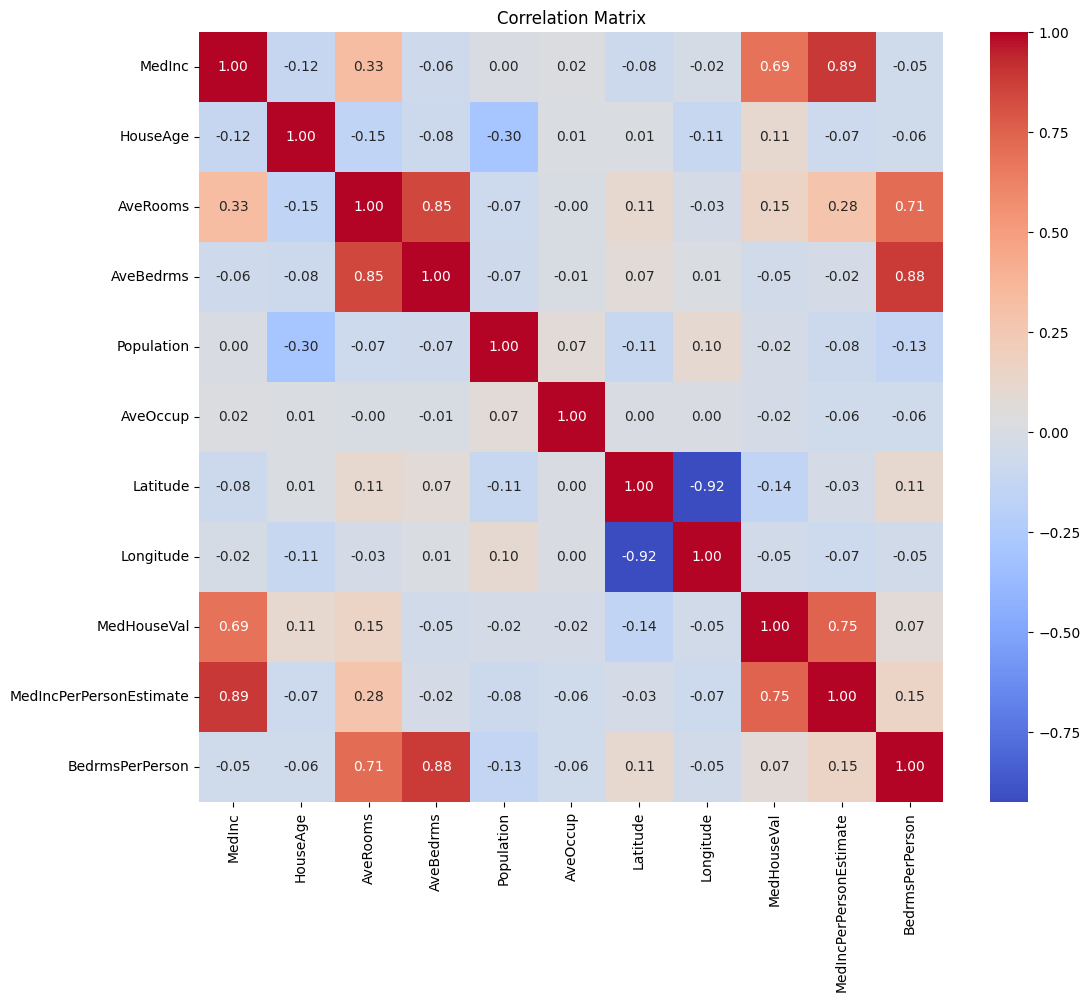 Correlation Matrix
MedInc 1.00 -0.12 0.33 -0.06 0.00 0.02 -0.08 -0.02 0.69 0.89 -0.05
HouseAge -0.12 1.00 -0.15 -0.08 -0.30 0.01 0.01 -0.11 0.11 -0.07 -0.06
AveRooms 0.33 -0.15 1.00 0.85 -0.07 -0.00 0.11 -0.03 0.15 0.28 0.71
AveBedrms -0.06 -0.08 0.85 1.00 -0.07 -0.01 0.07 0.01 -0.05 -0.02 0.88
Population 0.00 -0.30 -0.07 -0.07 1.00 0.07 -0.11 0.10 -0.02 -0.08 -0.13
AveOccup 0.02 0.01 -0.00 -0.01 0.07 1.00 0.00 0.00 -0.02 -0.06 -0.06
Latitude -0.08 0.01 0.11 0.07 -0.11 0.00 1.00 -0.92 -0.14 -0.03 0.11
Longitude -0.02 -0.11 -0.03 0.01 0.10 0.00 -0.92 1.00 -0.05 -0.07 -0.05
MedHouseVal 0.69 0.11 0.15 -0.05 -0.02 -0.02 -0.14 -0.05 1.00 0.75 0.07
MedIncPerPersonEstimate 0.89 -0.07 0.28 -0.02 -0.08 -0.06 -0.03 -0.07 0.75 1.00 0.15
BedrmsPerPerson -0.05 -0.06 0.71 0.88 -0.13 -0.06 0.11 -0.05 0.07 0.15 1.00
MedInc
HouseAge
AveRooms
AveBedrms
Population
AveOccup
Latitude
Longitude
MedHouseVal
MedIncPerPersonEstimate
BedrmsPerPerson
1.00
0.75
0.50
0.25
0.00
−0.25
−0.50
−0.75